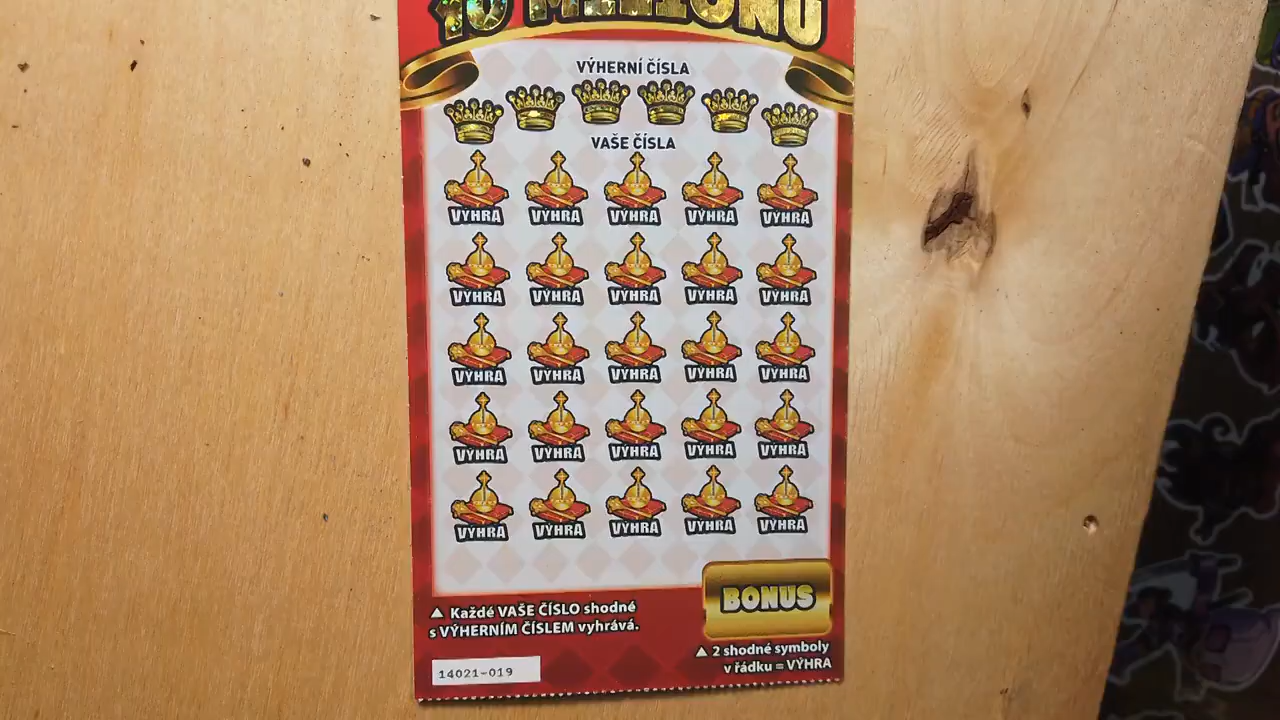 10 MILIONŮ
VÝHERNÍ ČÍSLA
VAŠE ČÍSLA
VÝHRA VÝHRA VÝHRA VÝHRA VÝHRA
VÝHRA VÝHRA VÝHRA VÝHRA VÝHRA
VÝHRA VÝHRA VÝHRA VÝHRA VÝHRA
VÝHRA VÝHRA VÝHRA VÝHRA VÝHRA
VÝHRA VÝHRA VÝHRA VÝHRA VÝHRA
▲ Každé VAŠE ČÍSLO shodné
s VÝHERNÍM ČÍSLEM vyhrává.
14021-019
BONUS
▲ 2 shodné symboly
v řádku = VÝHRA